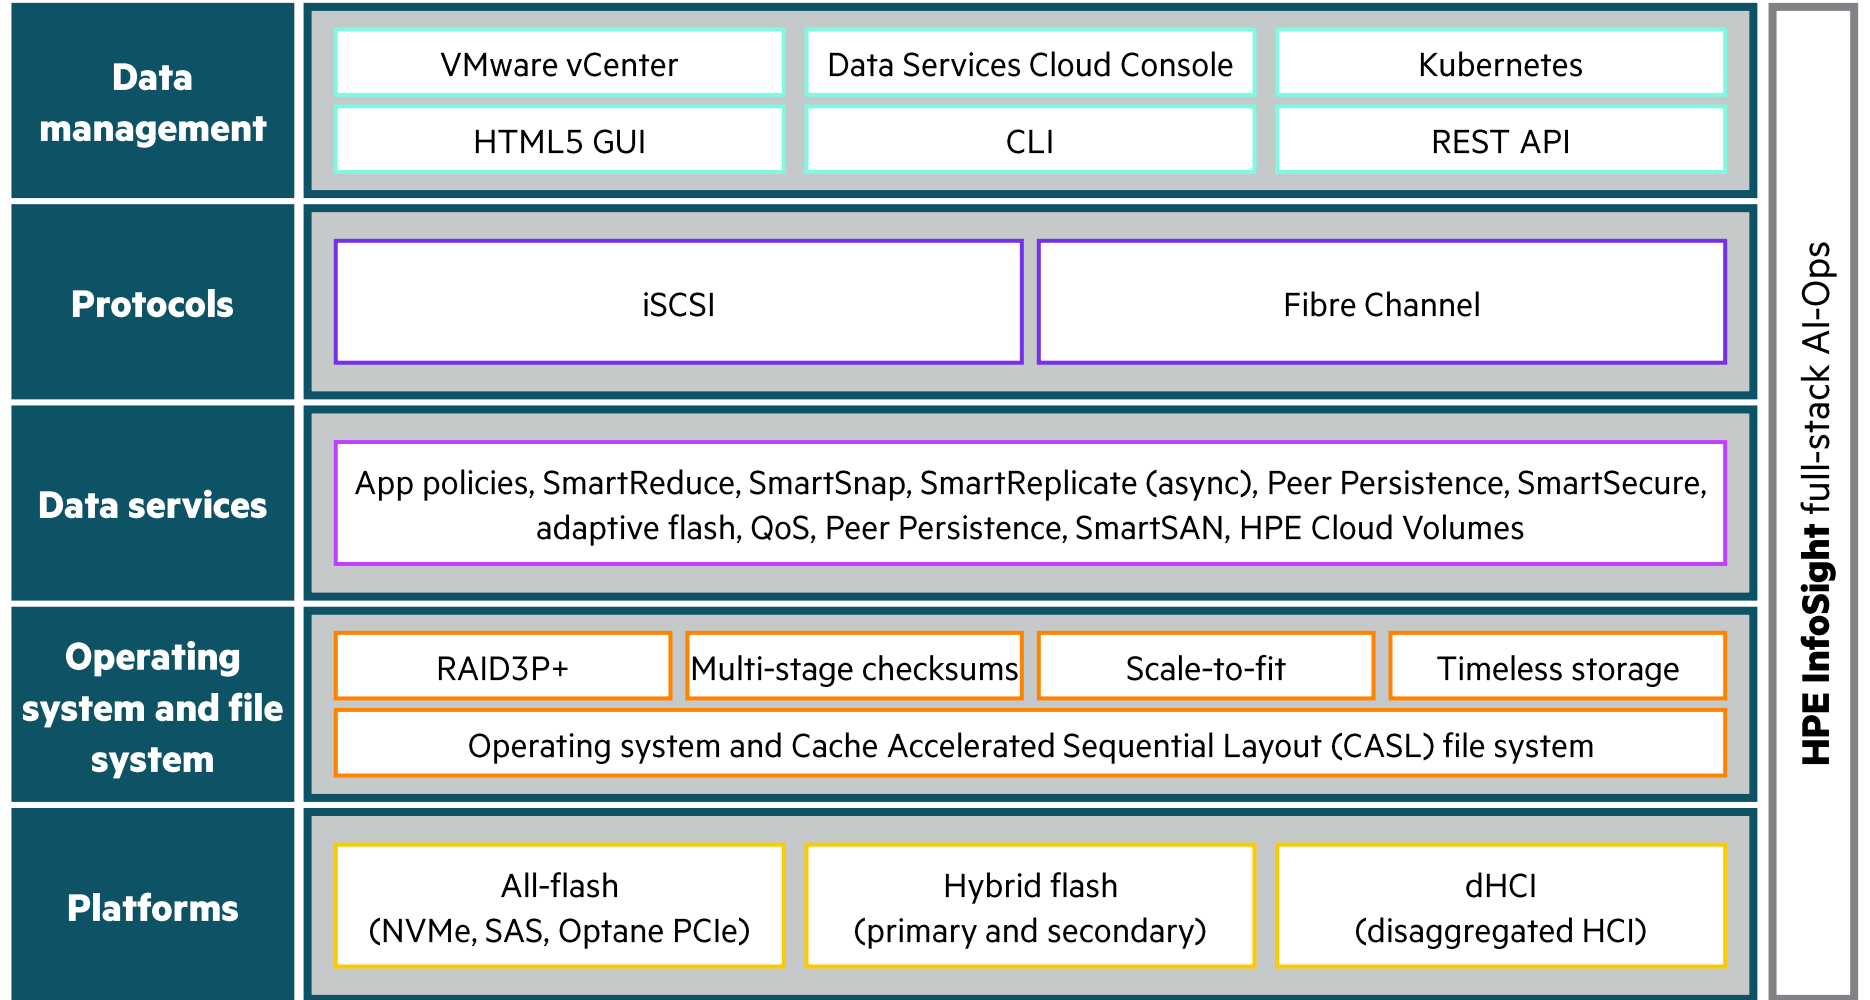 Data
management
VMware vCenter
Data Services Cloud Console
Kubernetes
HTML5 GUI
CLI
REST API
Protocols
iSCSI
Fibre Channel
Data services
App policies, SmartReduce, SmartSnap, SmartReplicate (async), Peer Persistence, SmartSecure,
adaptive flash, QoS, Peer Persistence, SmartSAN, HPE Cloud Volumes
Operating
system and file
system
RAID3P+
Multi-stage checksums
Scale-to-fit
Timeless storage
Operating system and Cache Accelerated Sequential Layout (CASL) file system
Platforms
All-flash
(NVMe, SAS, Optane PCIe)
Hybrid flash
(primary and secondary)
dHCI
(disaggregated HCI)
HPE InfoSight full-stack AI-Ops